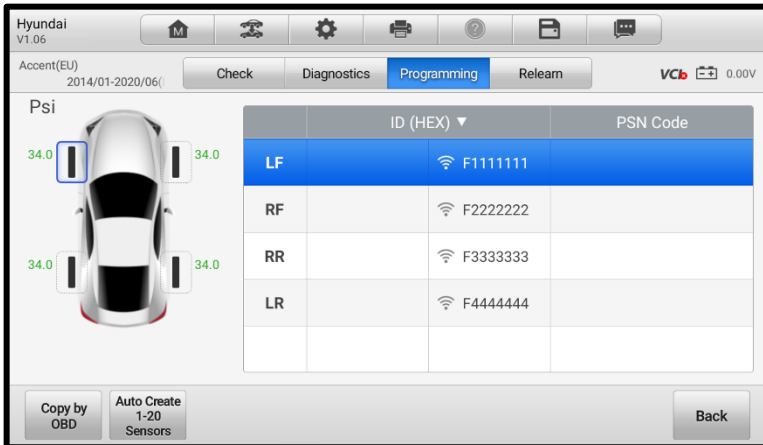 Hyundai
V1.06
M
?
Accent(EU)
2014/01-2020/06(
Check
Diagnostics
Programming
Relearn
VCI
0.00V
Psi
34.0
34.0
34.0
34.0
ID (HEX) ▼ PSN Code
LF F1111111
RF F2222222
RR F3333333
LR F4444444
Copy by
OBD
Auto Create
1-20
Sensors
Back